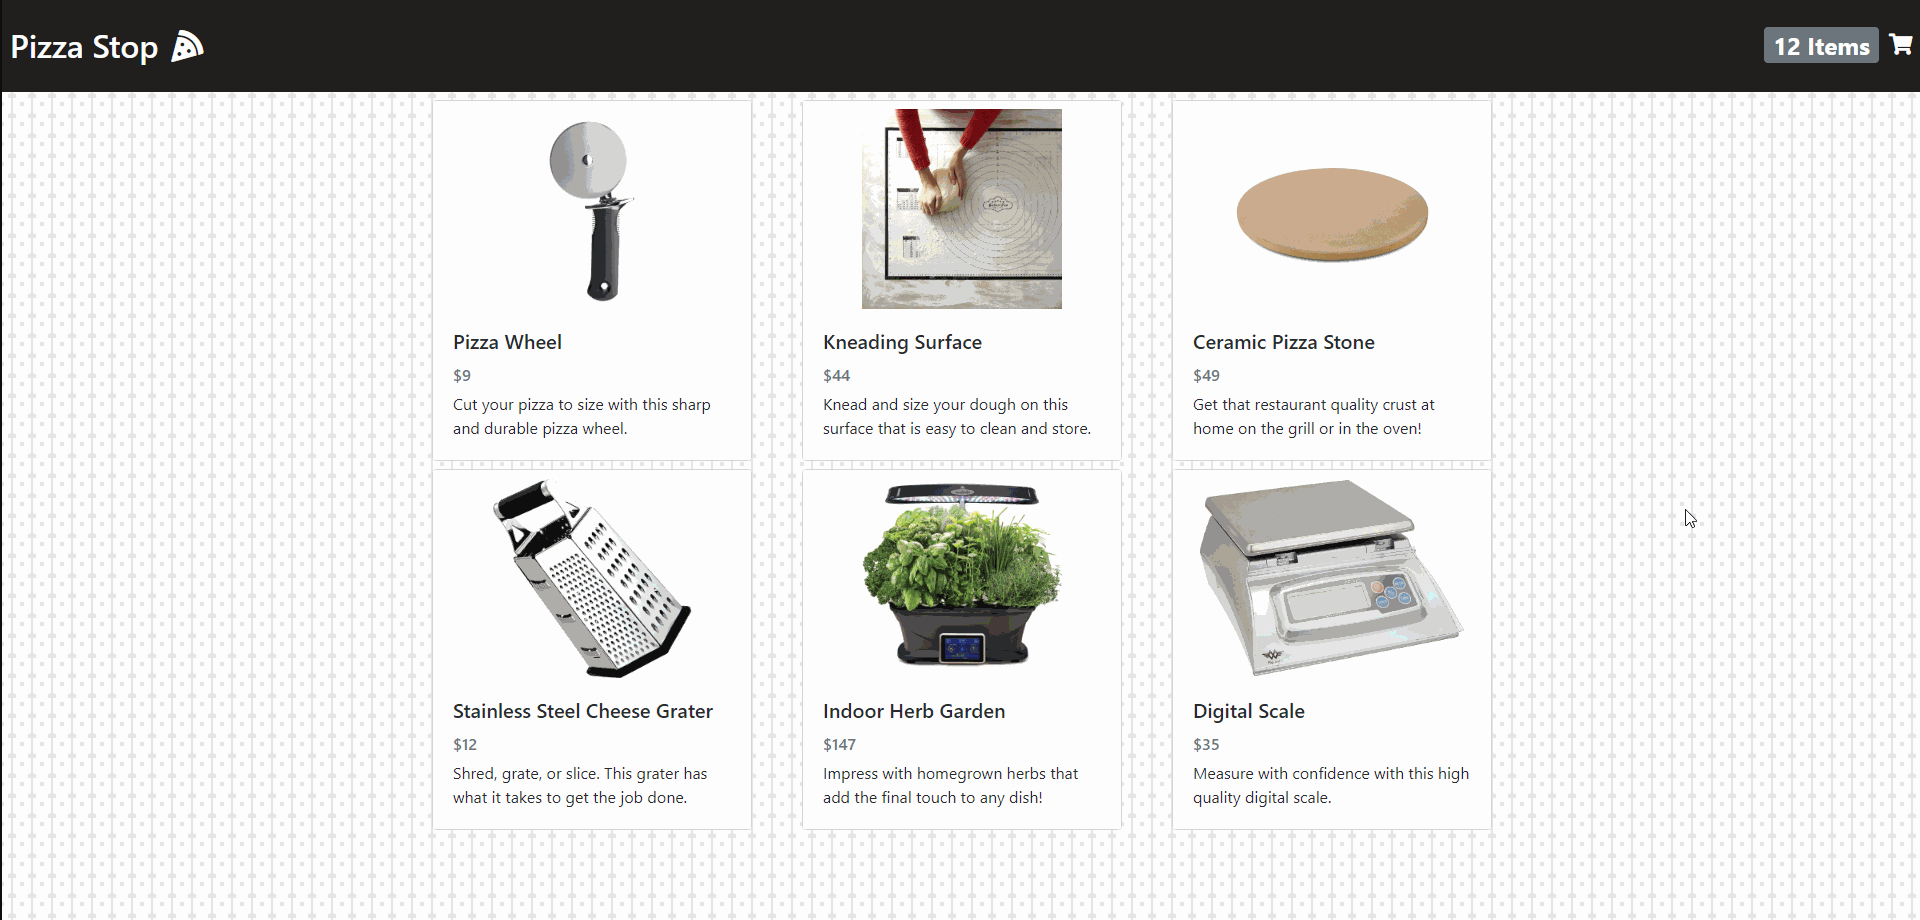 Pizza Stop
12 Items
Pizza Wheel
$9
Cut your pizza to size with this sharp
and durable pizza wheel.
Kneading Surface
$44
Knead and size your dough on this
surface that is easy to clean and store.
Ceramic Pizza Stone
$49
Get that restaurant quality crust at
home on the grill or in the oven!
Stainless Steel Cheese Grater
$12
Shred, grate, or slice. This grater has
what it takes to get the job done.
Indoor Herb Garden
$147
Impress with homegrown herbs that
add the final touch to any dish!
Digital Scale
$35
Measure with confidence with this high
quality digital scale.